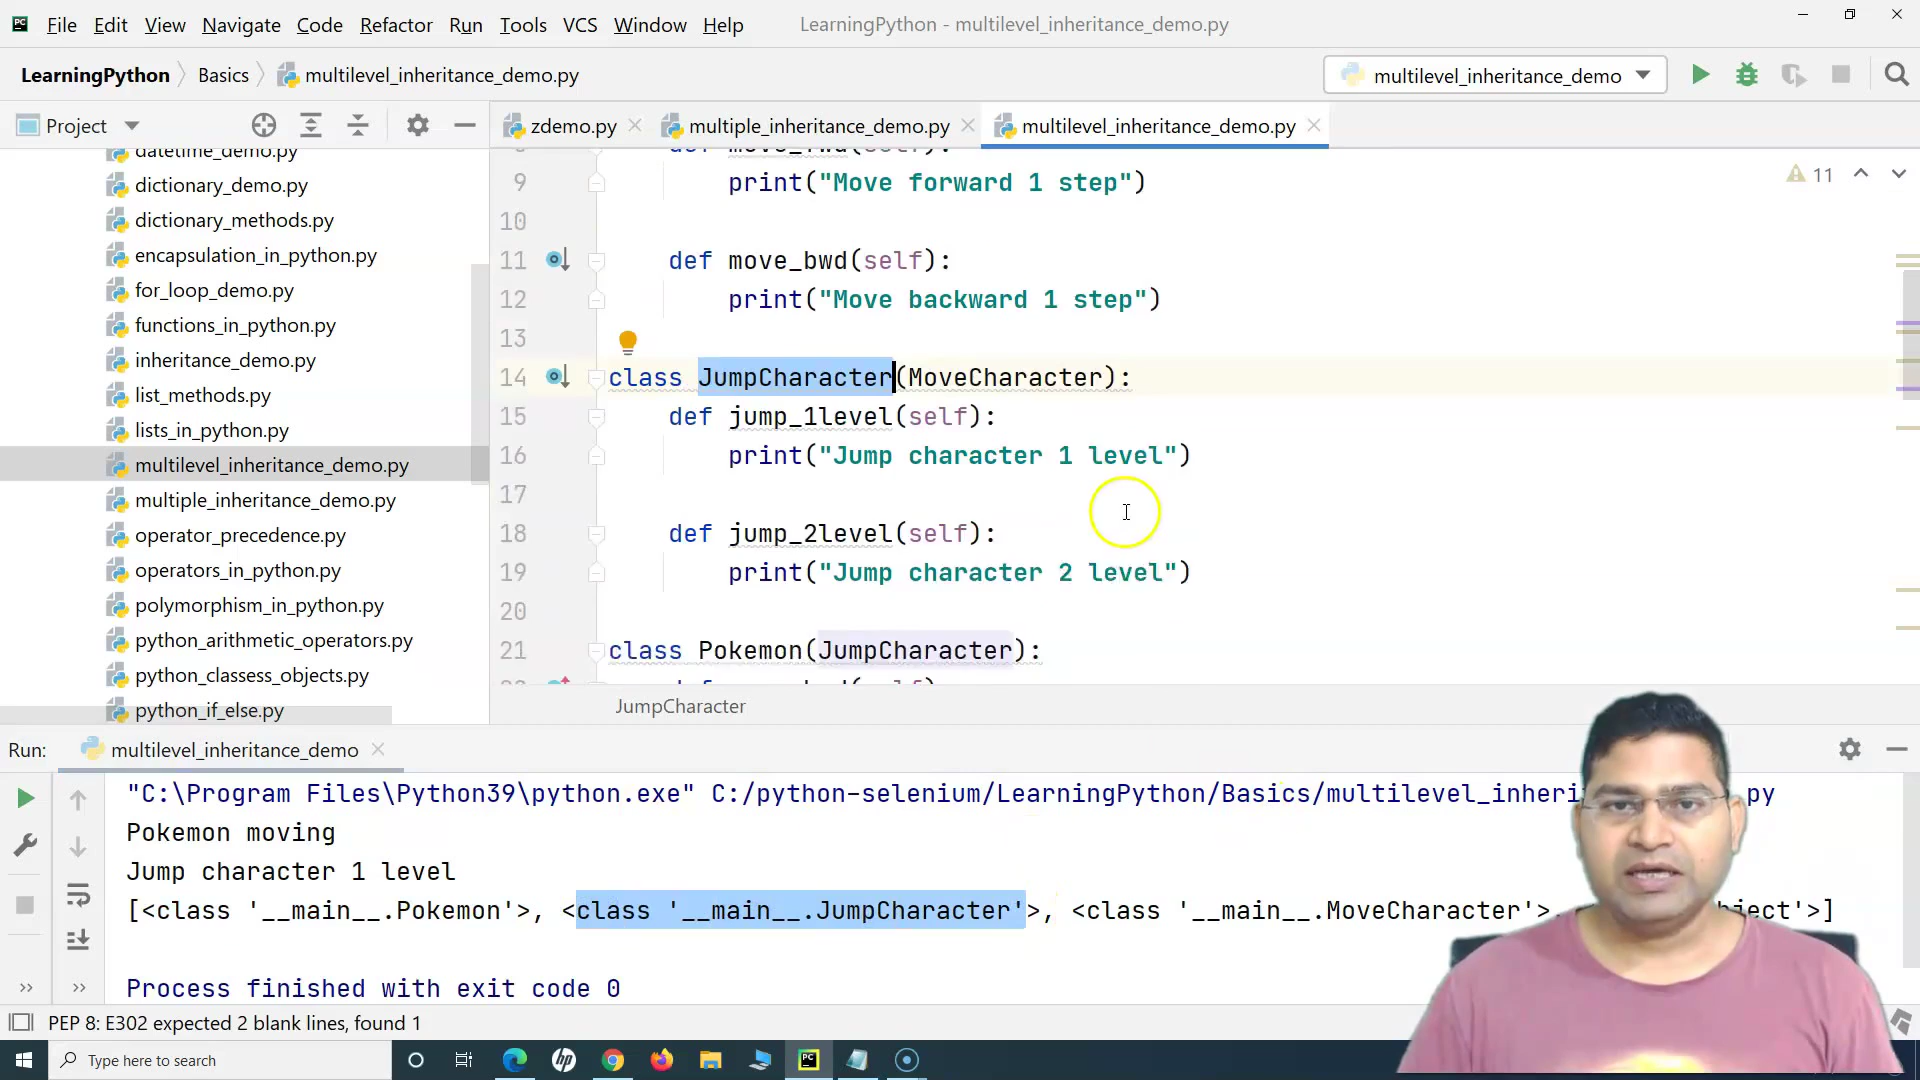 File Edit View Navigate Code Refactor Run Tools VCS Window Help LearningPython - multilevel_inheritance_demo.py
LearningPython Basics multilevel_inheritance_demo.py multilevel_inheritance_demo
Project
zdemo.py multiple_inheritance_demo.py multilevel_inheritance_demo.py
datetime_demo.py
dictionary_demo.py
dictionary_methods.py
encapsulation_in_python.py
for_loop_demo.py
functions_in_python.py
inheritance_demo.py
list_methods.py
lists_in_python.py
multilevel_inheritance_demo.py
multiple_inheritance_demo.py
operator_precedence.py
operators_in_python.py
polymorphism_in_python.py
python_arithmetic_operators.py
python_classess_objects.py
python_if_else.py
def move_fwd(self):
9 print("Move forward 1 step")
11
10
11 def move_bwd(self):
12 print("Move backward 1 step")
13
14 class JumpCharacter(MoveCharacter):
15 def jump_1level(self):
16 print("Jump character 1 level")
17
18 def jump_2level(self):
19 print("Jump character 2 level")
20
21 class Pokemon(JumpCharacter):
JumpCharacter
Run: multilevel_inheritance_demo
"C:\Program Files\Python39\python.exe" C:/python-selenium/LearningPython/Basics/multilevel_inheri py
Pokemon moving
Jump character 1 level
[<class '__main__.Pokemon'>, <class '__main__.JumpCharacter'>, <class '__main__.MoveCharacter'>, ject'>]
Process finished with exit code 0
PEP 8: E302 expected 2 blank lines, found 1
Type here to search